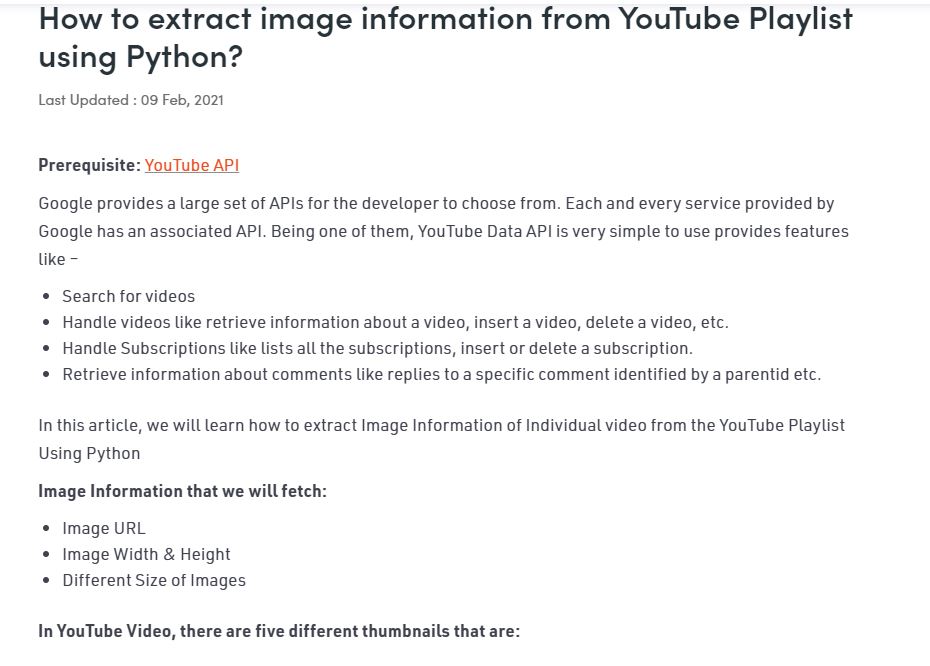 How to extract image information from YouTube Playlist
using Python?
Last Updated : 09 Feb, 2021
Prerequisite: YouTube API
Google provides a large set of APIs for the developer to choose from. Each and every service provided by
Google has an associated API. Being one of them, YouTube Data API is very simple to use provides features
like –
• Search for videos
• Handle videos like retrieve information about a video, insert a video, delete a video, etc.
• Handle Subscriptions like lists all the subscriptions, insert or delete a subscription.
• Retrieve information about comments like replies to a specific comment identified by a parentid etc.
In this article, we will learn how to extract Image Information of Individual video from the YouTube Playlist
Using Python
Image Information that we will fetch:
• Image URL
• Image Width & Height
• Different Size of Images
In YouTube Video, there are five different thumbnails that are: